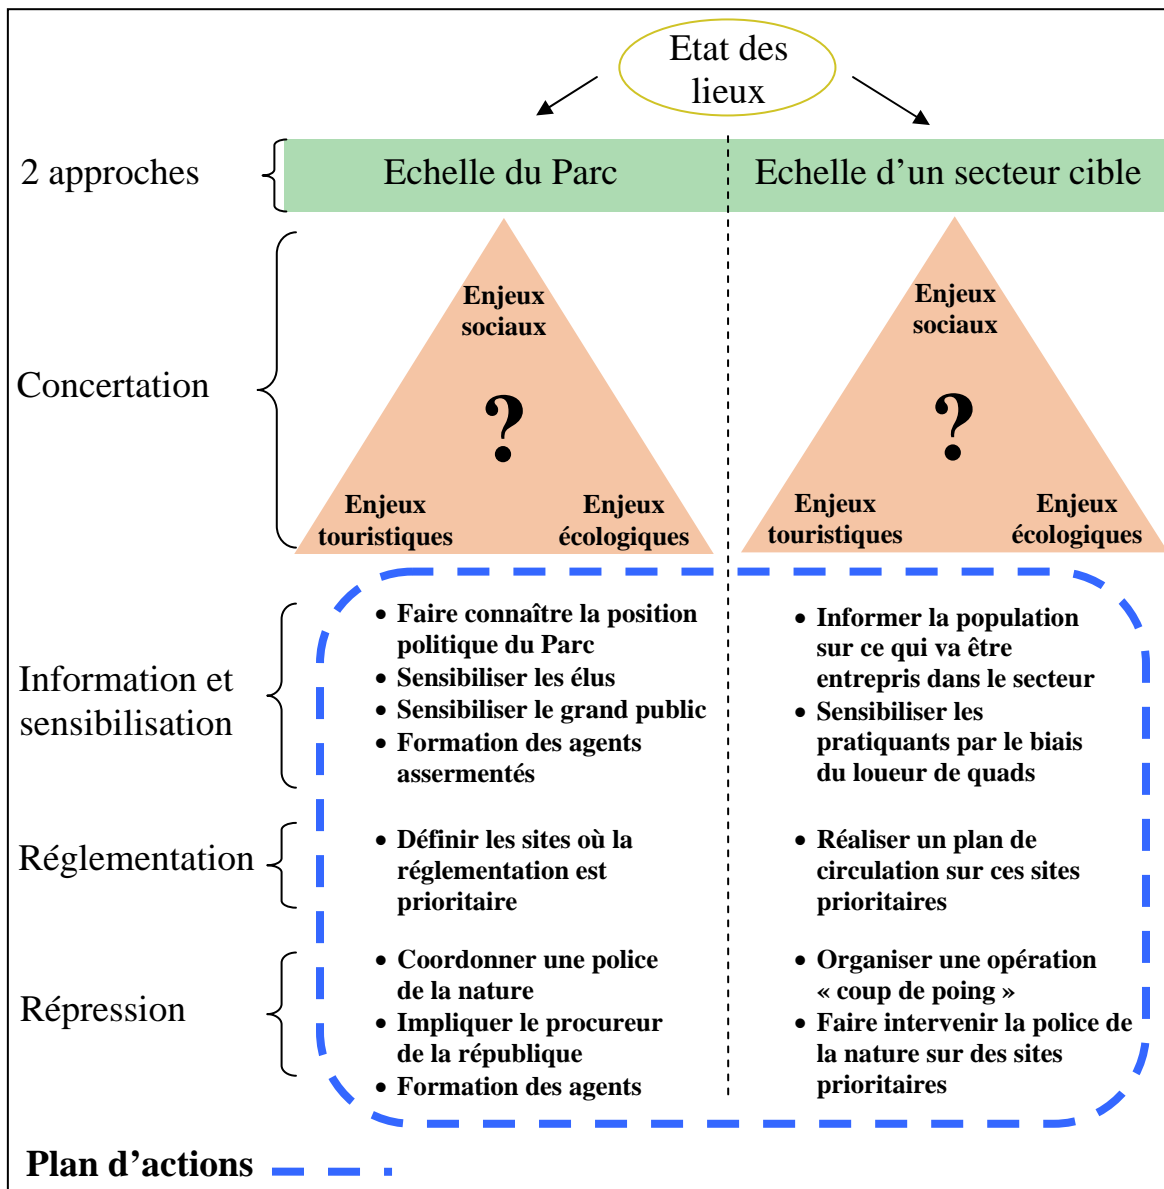 Etat des
lieux
2 approches
Echelle du Parc
Echelle d’un secteur cible
Concertation
Enjeux
sociaux
?
Enjeux
touristiques
Enjeux
écologiques
Enjeux
sociaux
?
Enjeux
touristiques
Enjeux
écologiques
Information et
sensibilisation
• Faire connaître la position
politique du Parc
• Sensibiliser les élus
• Sensibiliser le grand public
• Formation des agents
assermentés
• Informer la population
sur ce qui va être
entrepris dans le secteur
• Sensibiliser les
pratiquants par le biais
du loueur de quads
Réglementation
• Définir les sites où la
réglementation est
prioritaire
• Réaliser un plan de
circulation sur ces sites
prioritaires
Répression
• Coordonner une police
de la nature
• Impliquer le procureur
de la république
• Formation des agents
• Organiser une opération
« coup de poing »
• Faire intervenir la police de
la nature sur des sites
prioritaires
Plan d’actions